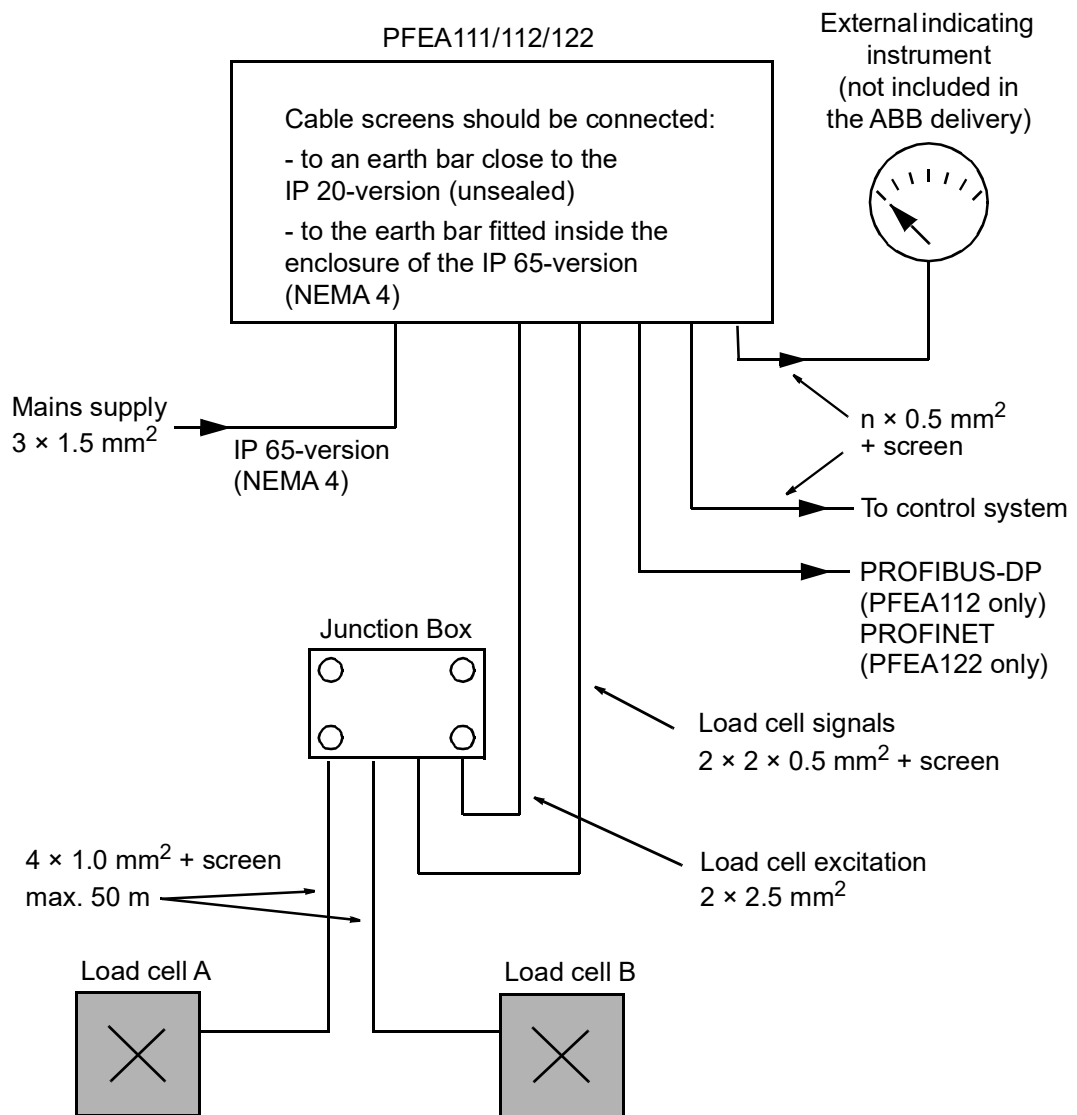 PFEA111/112/122
External indicating
instrument
(not included in
the ABB delivery)
Cable screens should be connected:
- to an earth bar close to the
IP 20-version (unsealed)
- to the earth bar fitted inside the
enclosure of the IP 65-version
(NEMA 4)
Mains supply
3 × 1.5 mm²
IP 65-version
(NEMA 4)
n × 0.5 mm²
+ screen
To control system
PROFIBUS-DP
(PFEA112 only)
PROFINET
(PFEA122 only)
Junction Box
Load cell signals
2 × 2 × 0.5 mm² + screen
Load cell excitation
2 × 2.5 mm²
4 × 1.0 mm² + screen
max. 50 m
Load cell A
Load cell B